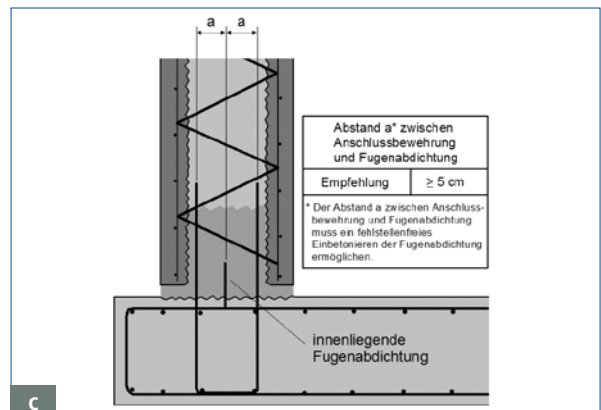 a a
Abstand a* zwischen
Anschlussbewehrung
und Fugenabdichtung
Empfehlung ≥ 5 cm
* Der Abstand a zwischen Anschluss-
bewehrung und Fugenabdichtung
muss ein fehlstellenfreies
Einbetonieren der Fugenabdichtung
ermöglichen.
innenliegende
Fugenabdichtung
C